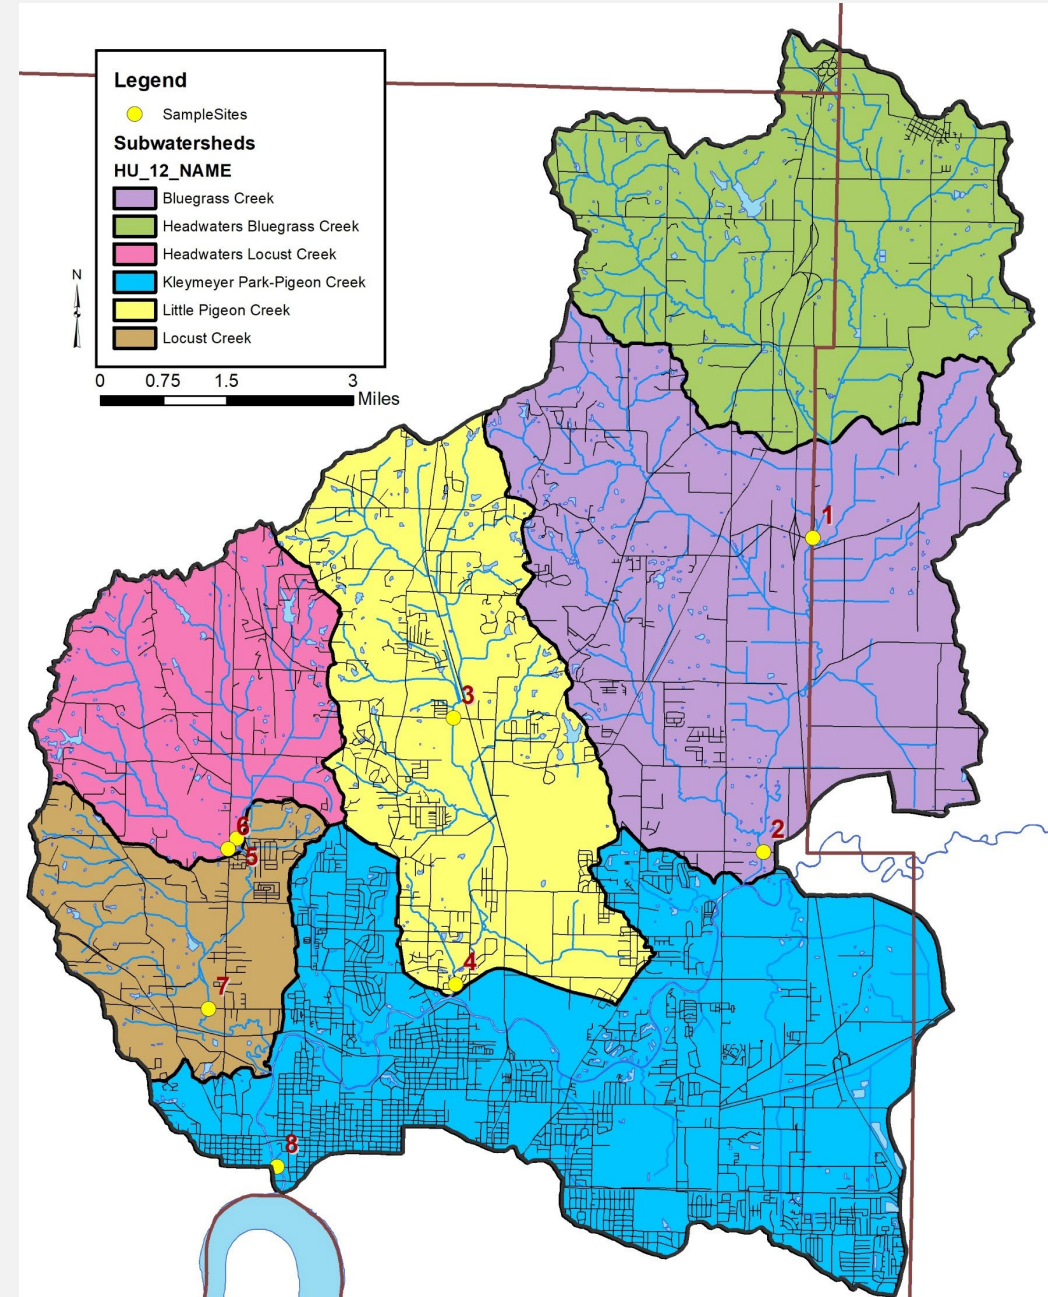 Legend
SampleSites
Subwatersheds
HU_12_NAME
Bluegrass Creek
Headwaters Bluegrass Creek
Headwaters Locust Creek
Kleymeyer Park-Pigeon Creek
Little Pigeon Creek
Locust Creek
N
0 0.75 1.5 3
Miles
1
3
2
6
5
4
7
8